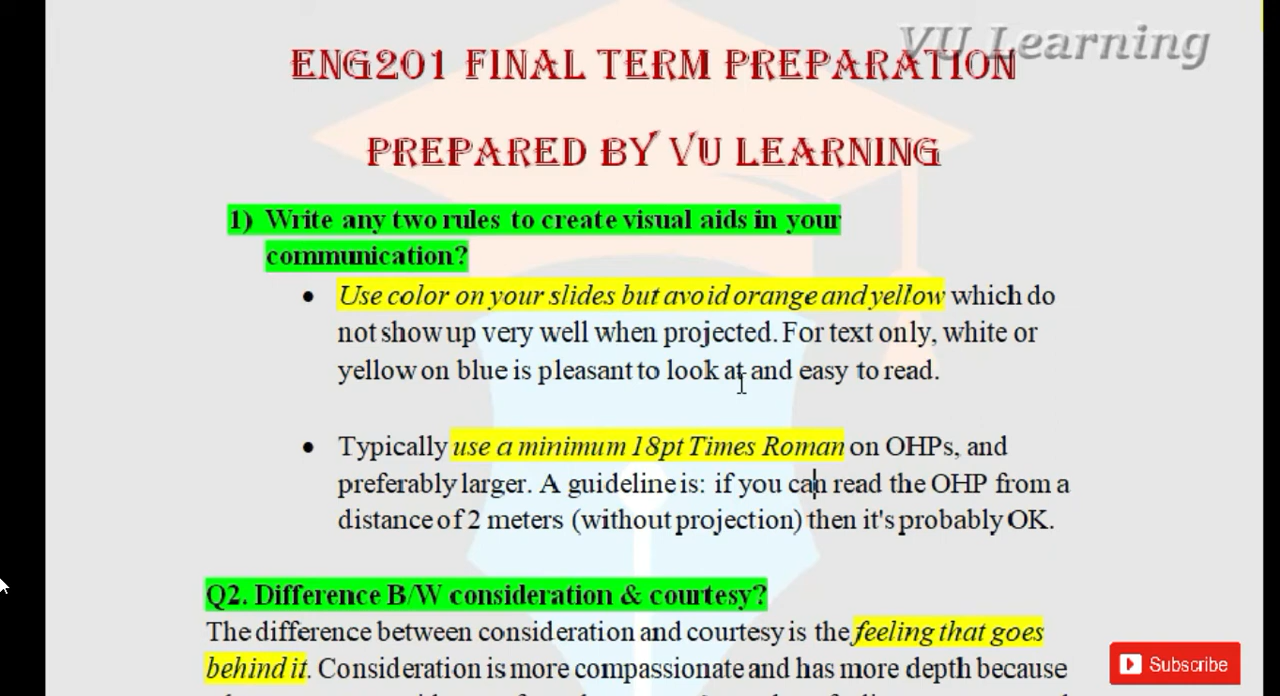 VU Learning
ENG201 FINAL TERM PREPARATION
PREPARED BY VU LEARNING
1) Write any two rules to create visual aids in your
communication?
• Use color on your slides but avoid orange and yellow which do
not show up very well when projected. For text only, white or
yellow on blue is pleasant to look at and easy to read.
• Typically use a minimum 18pt Times Roman on OHPs, and
preferably larger. A guideline is: if you can read the OHP from a
distance of 2 meters (without projection) then it's probably OK.
Q2. Difference B/W consideration & courtesy?
The difference between consideration and courtesy is the feeling that goes
behind it. Consideration is more compassionate and has more depth because
Subscribe